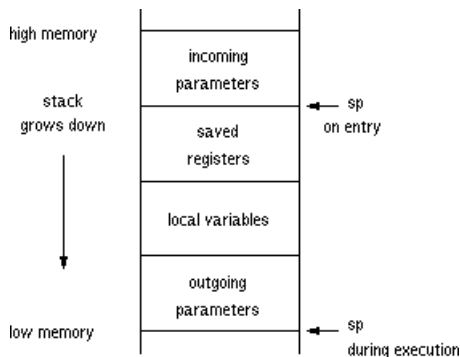 high memory
incoming
parameters
stack
grows down
sp
on entry
saved
registers
local variables
outgoing
parameters
low memory
sp
during execution